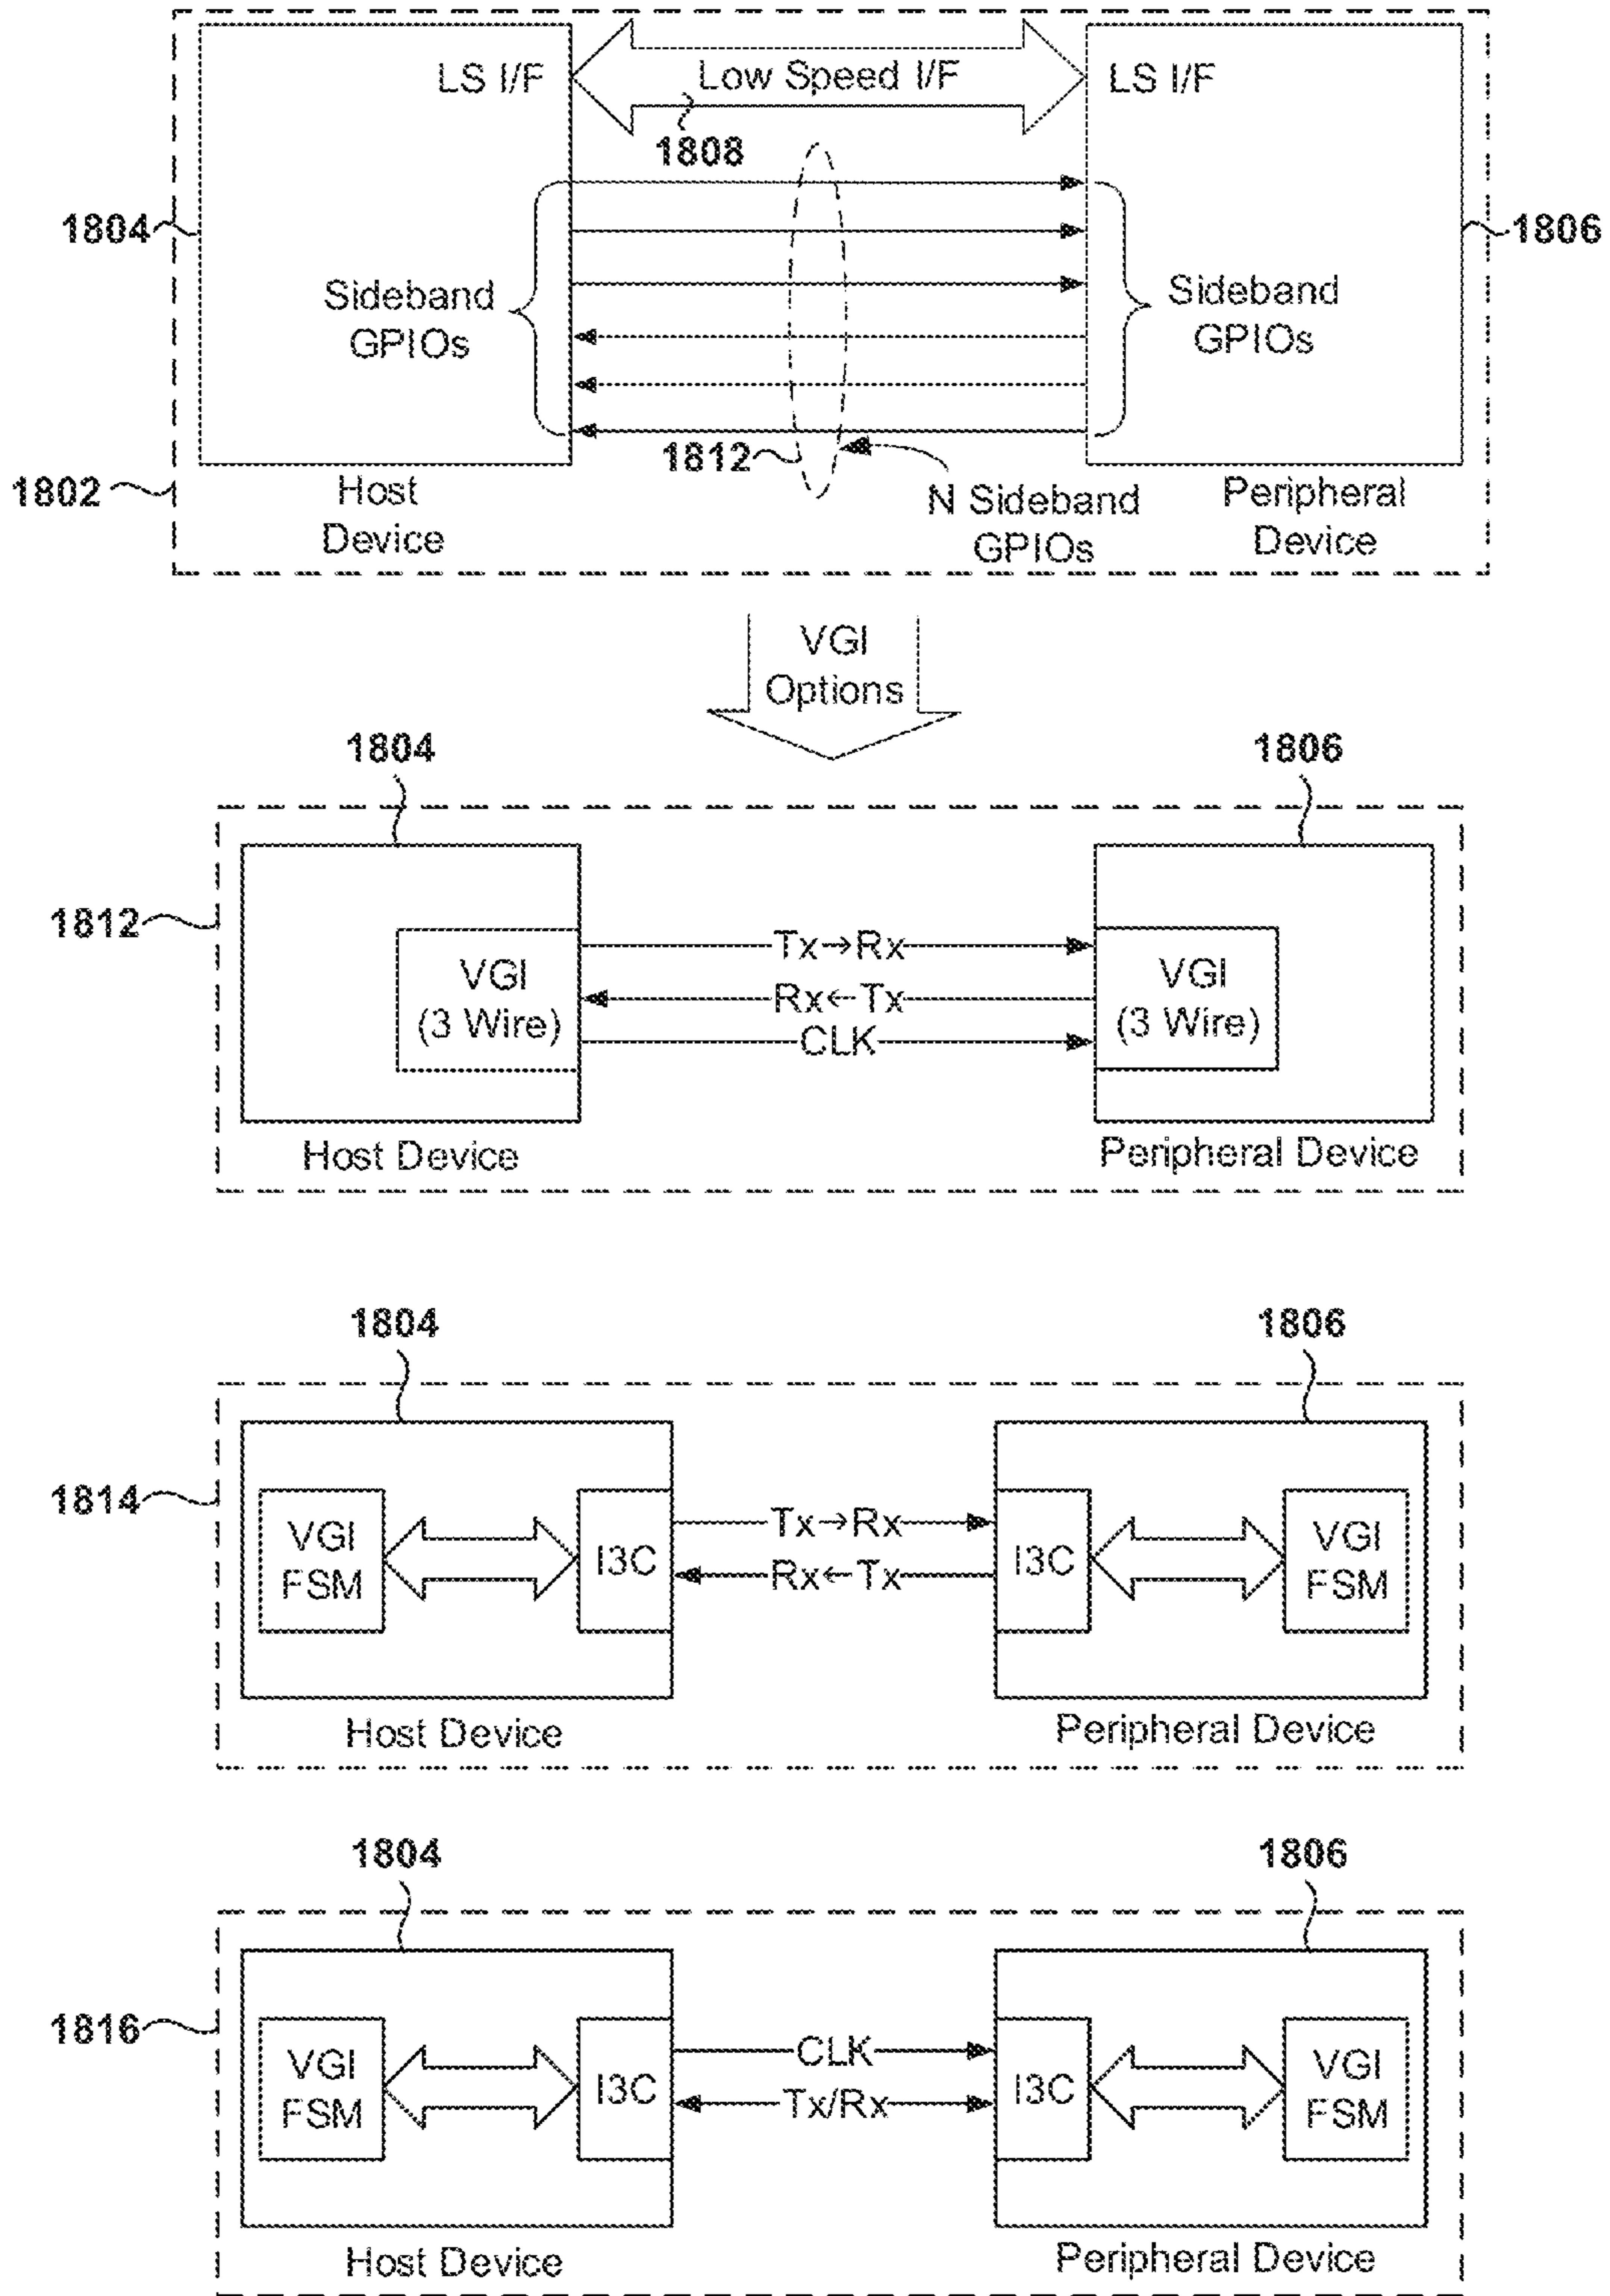 LS I/F
Low Speed I/F
LS I/F
1808
1804
1806
Sideband
GPIOs
Sideband
GPIOs
1812
1802
Host
Device
N Sideband
GPIOs
Peripheral
Device
VGI
Options
1804
1806
1812
VGI
(3 Wire)
Tx→Rx
Rx←Tx
CLK
VGI
(3 Wire)
Host Device
Peripheral Device
1804
1806
1814
VGI
FSM
I3C
Tx→Rx
Rx←Tx
I3C
VGI
FSM
Host Device
Peripheral Device
1804
1806
1816
VGI
FSM
I3C
CLK
Tx/Rx
I3C
VGI
FSM
Host Device
Peripheral Device